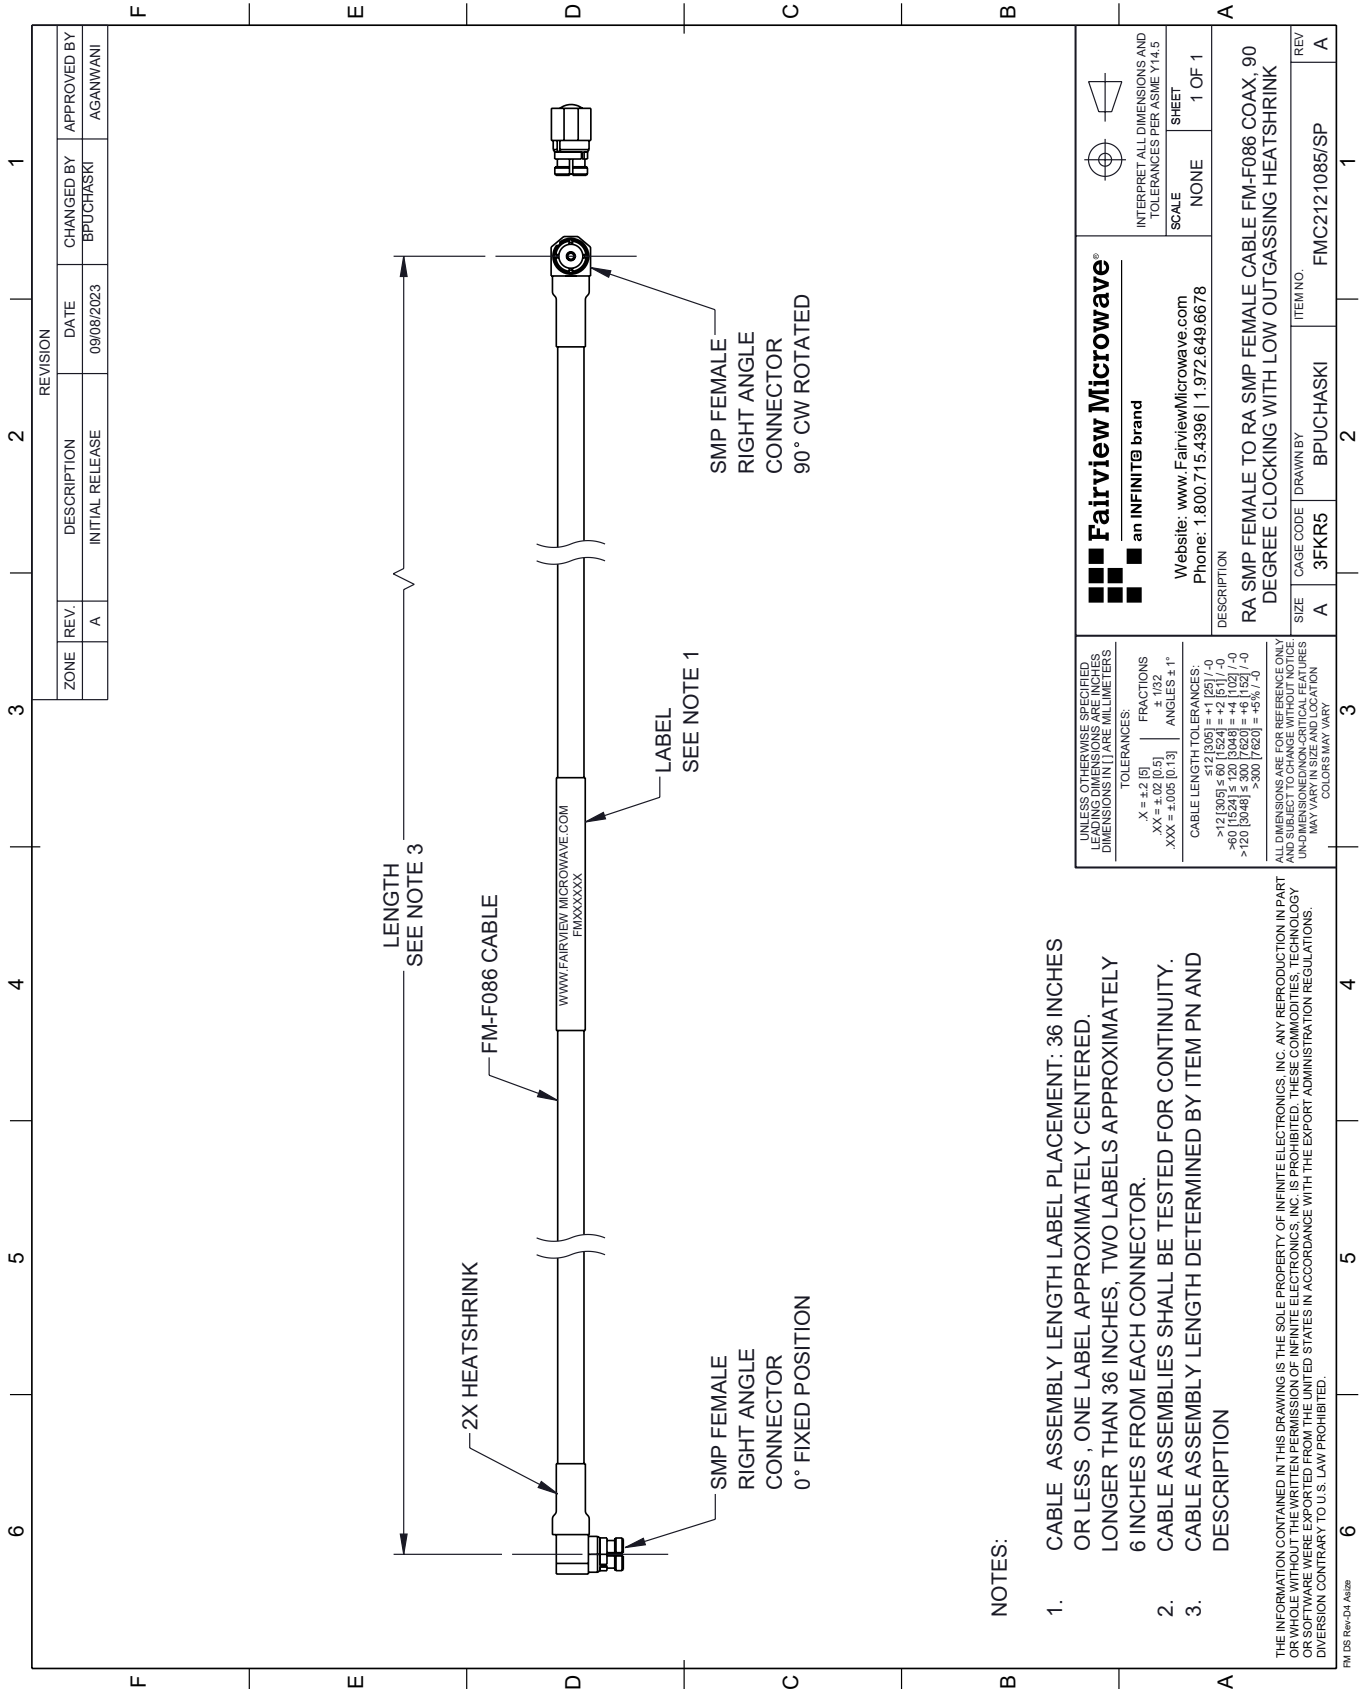 6
5
4
3
2
1
F
E
D
C
B
A
REVISION
ZONE REV. DESCRIPTION DATE CHANGED BY APPROVED BY
A INITIAL RELEASE 09/08/2023 BPUCHASKI AGANWANI
LENGTH
SEE NOTE 3
2X HEATSHRINK
FM-F086 CABLE
WWW.FAIRVIEW MICROWAVE.COM
FMXXXXXX
LABEL
SEE NOTE 1
SMP FEMALE
RIGHT ANGLE
CONNECTOR
0° FIXED POSITION
SMP FEMALE
RIGHT ANGLE
CONNECTOR
90° CW ROTATED
NOTES:
1. CABLE ASSEMBLY LENGTH LABEL PLACEMENT: 36 INCHES
OR LESS , ONE LABEL APPROXIMATELY CENTERED.
LONGER THAN 36 INCHES, TWO LABELS APPROXIMATELY
6 INCHES FROM EACH CONNECTOR.
2. CABLE ASSEMBLIES SHALL BE TESTED FOR CONTINUITY.
3. CABLE ASSEMBLY LENGTH DETERMINED BY ITEM PN AND
DESCRIPTION
THE INFORMATION CONTAINED IN THIS DRAWING IS THE SOLE PROPERTY OF INFINITE ELECTRONICS, INC. ANY REPRODUCTION IN PART
OR WHOLE WITHOUT THE WRITTEN PERMISSION OF INFINITE ELECTRONICS, INC. IS PROHIBITED. THESE COMMODITIES, TECHNOLOGY
OR SOFTWARE WERE EXPORTED FROM THE UNITED STATES IN ACCORDANCE WITH THE EXPORT ADMINISTRATION REGULATIONS.
DIVERSION CONTRARY TO U.S. LAW PROHIBITED.
UNLESS OTHERWISE SPECIFIED
LEADING DIMENSIONS ARE INCHES
DIMENSIONS IN [ ] ARE MILLIMETERS
TOLERANCES:
.X = ±.2 [5] FRACTIONS
.XX = ±.02 [0.5] ± 1/32
.XXX = ±.005 [0.13] ANGLES ± 1°
CABLE LENGTH TOLERANCES:
≤12 [305] = +1 [25] / -0
>12 [305] ≤ 60 [1524] = +2 [51] / -0
>60 [1524] ≤ 120 [3048] = +4 [102] / -0
>120 [3048] ≤ 300 [7620] = +6 [152] / -0
>300 [7620] = +5% / -0
ALL DIMENSIONS ARE FOR REFERENCE ONLY
AND SUBJECT TO CHANGE WITHOUT NOTICE.
UN-DIMENSIONED/NON-CRITICAL FEATURES
MAY VARY IN SIZE AND LOCATION
COLORS MAY VARY
Fairview Microwave®
an INFINIT@ brand
Website: www.FairviewMicrowave.com
Phone: 1.800.715.4396 | 1.972.649.6678
INTERPRET ALL DIMENSIONS AND
TOLERANCES PER ASME Y14.5
SCALE SHEET
NONE 1 OF 1
DESCRIPTION
RA SMP FEMALE TO RA SMP FEMALE CABLE FM-F086 COAX, 90
DEGREE CLOCKING WITH LOW OUTGASSING HEATSHRINK
SIZE CAGE CODE DRAWN BY ITEM NO. REV
A 3FKR5 BPUCHASKI FMC2121085/SP A
F
E
D
C
B
A
6
5
4
3
2
1
FM DS Rev-D4 Asize